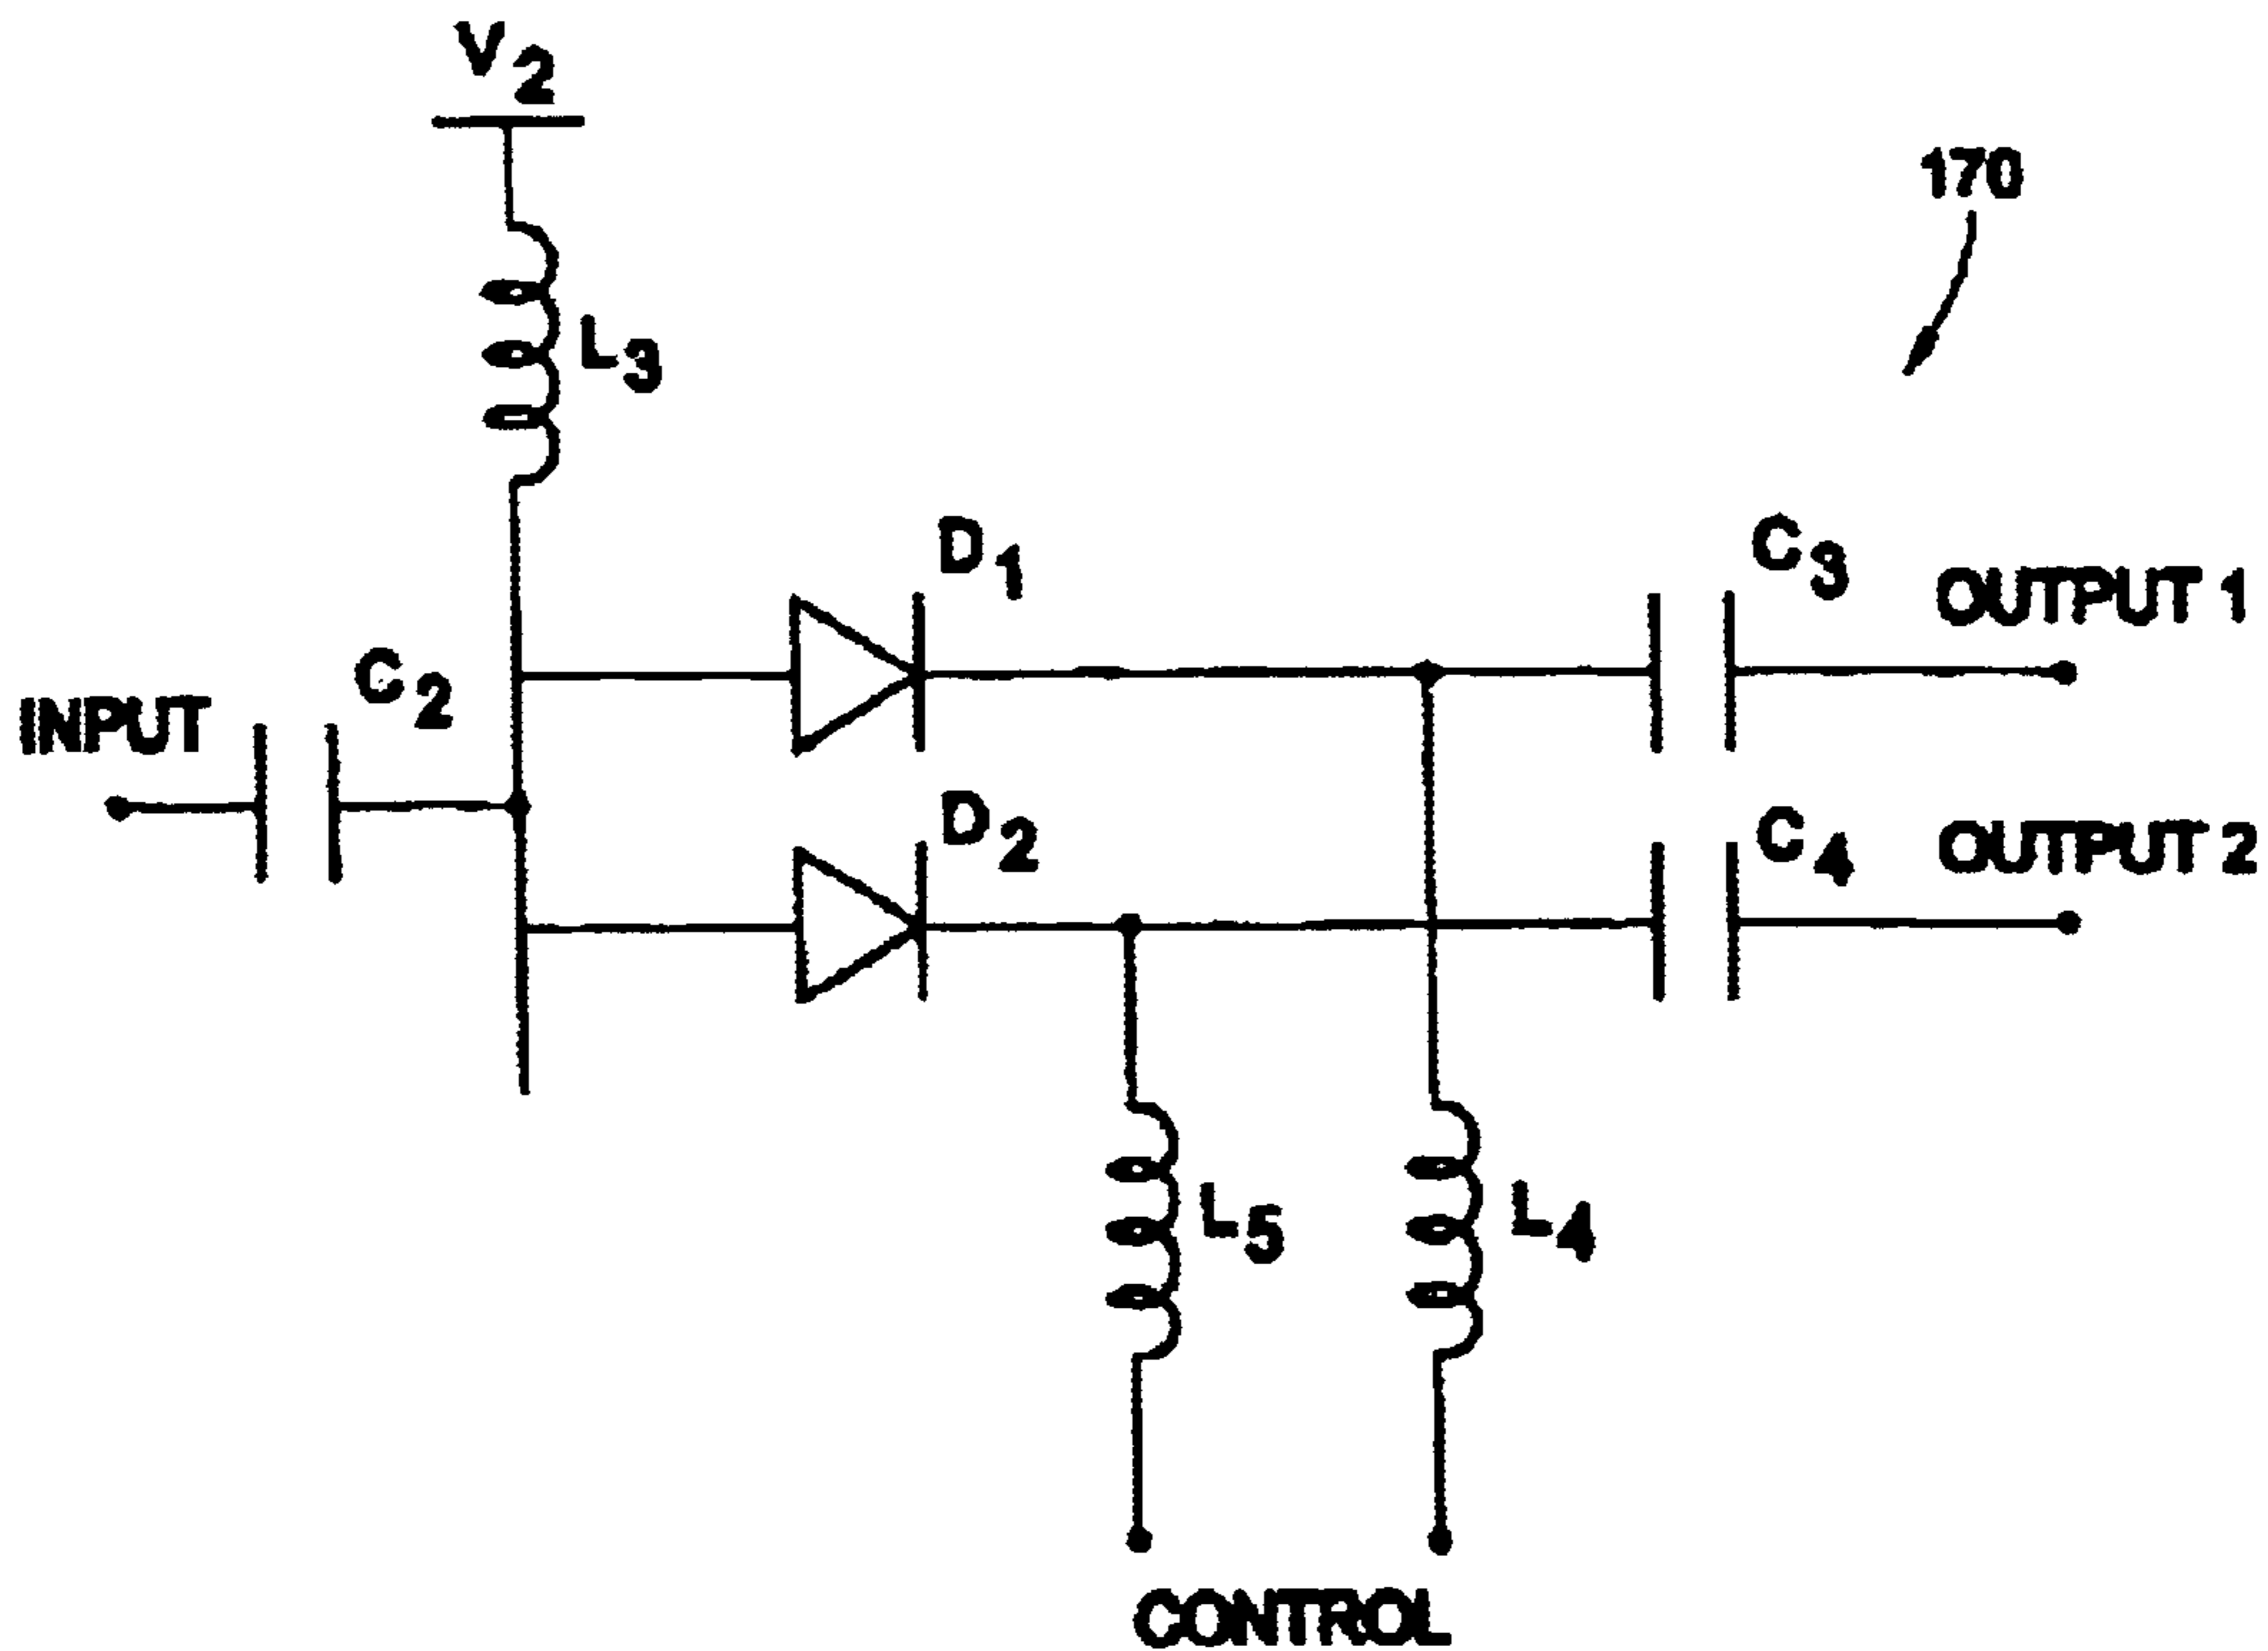 V2
170
L3
D1
C3
OUTPUT 1
C2
INPUT
D2
C4
OUTPUT 2
L5
L4
CONTROL